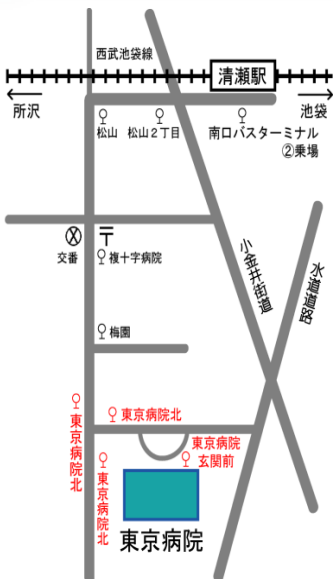 西武池袋線
清瀬駅
所沢
池袋
松山
松山2丁目
南口バスターミナル
②乗場
交番
複十字病院
小金井街道
水道道路
梅園
東京病院北
東京病院北
東京病院
玄関前
東京病院北
東京病院